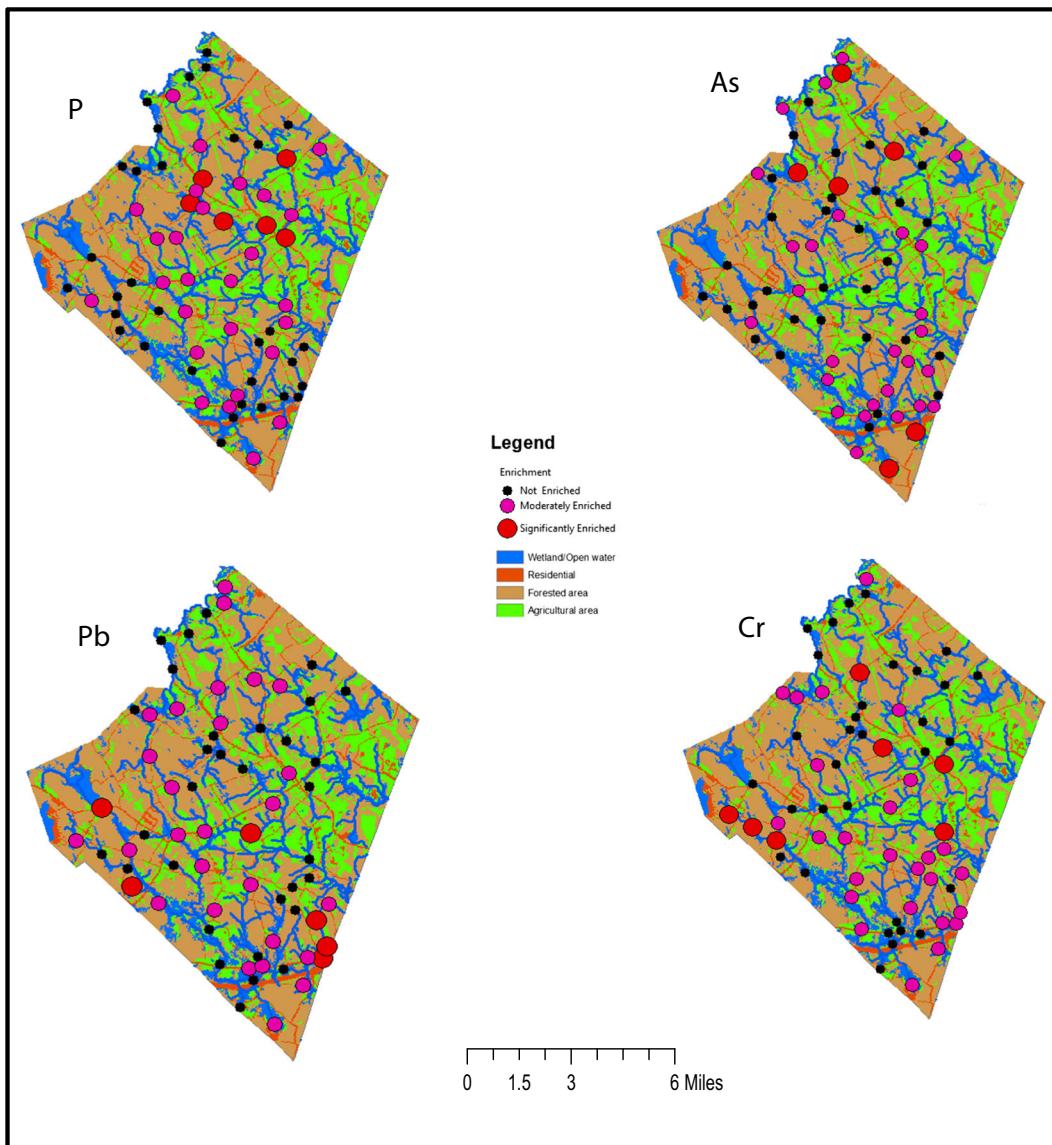 P
As
Legend
Enrichment
Not Enriched
Moderately Enriched
Significantly Enriched
Wetland/Open water
Residential
Forested area
Agricultural area
Pb
Cr
0 1.5 3 6 Miles